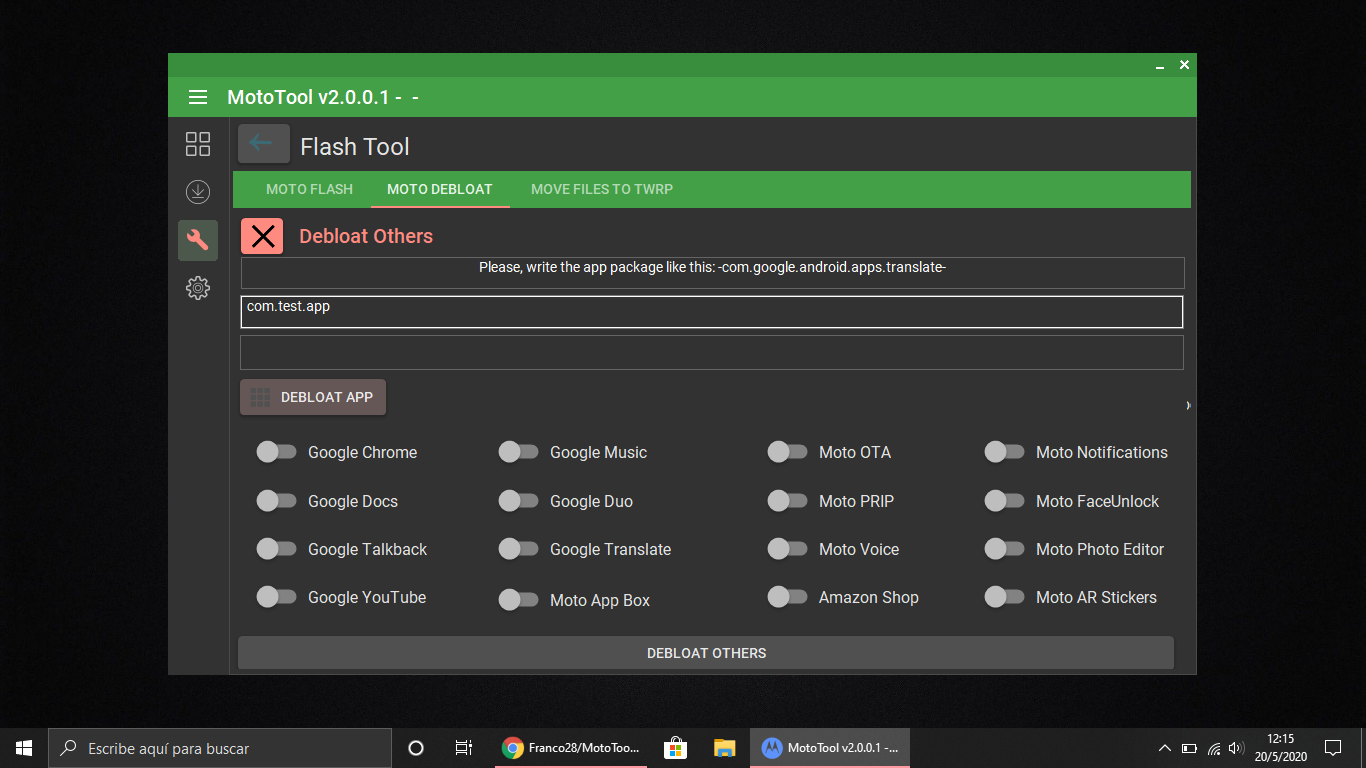 MotoTool v2.0.0.1 - -
Flash Tool
MOTO FLASH MOTO DEBLOAT MOVE FILES TO TWRP
Debloat Others
Please, write the app package like this: -com.google.android.apps.translate-
com.test.app
DEBLOAT APP
Google Chrome Google Music Moto OTA Moto Notifications
Google Docs Google Duo Moto PRIP Moto FaceUnlock
Google Talkback Google Translate Moto Voice Moto Photo Editor
Google YouTube Moto App Box Amazon Shop Moto AR Stickers
DEBLOAT OTHERS
Escribe aquí para buscar
Franco28/MotoToo...
MotoTool v2.0.0.1 -...
12:15
20/5/2020